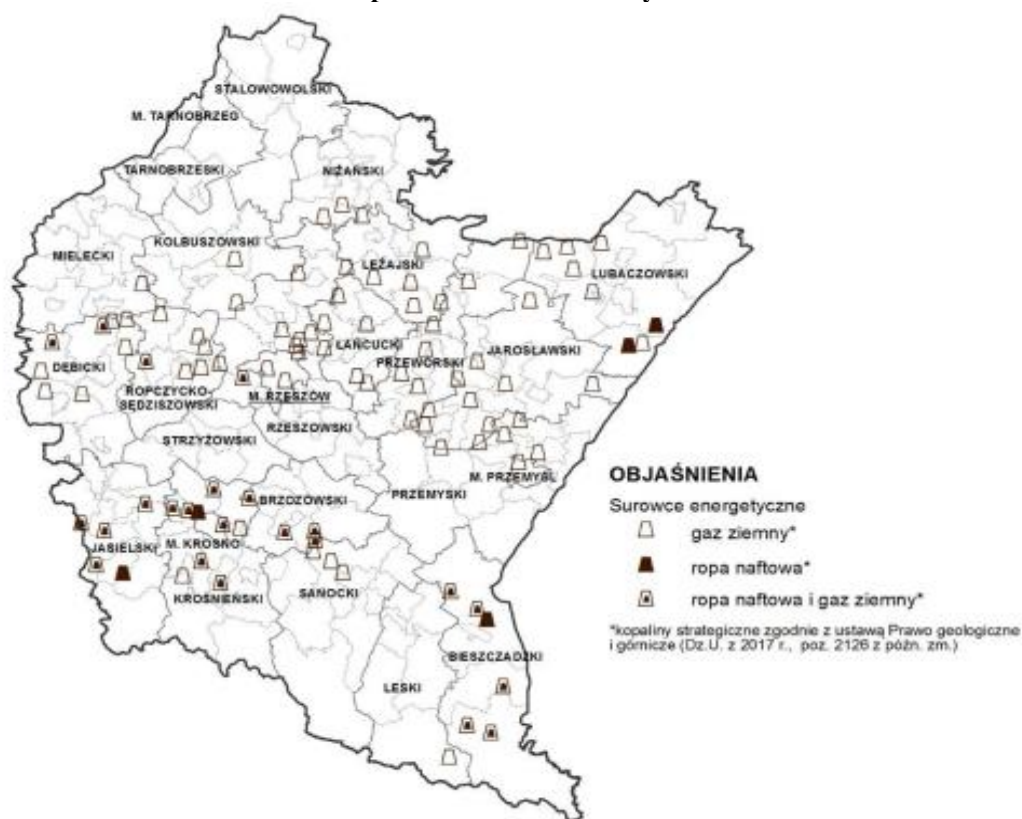 STALOWOWOLSKI
M. TARNOBRZEG
TARNOBRZESKI
NIŻAŃSKI
KOLBUSZOWSKI
MIELECKI
LEŻAJSKI
LUBACZOWSKI
ŁAŃCUCKI
PRZEWORSKI
JAROSŁAWSKI
DĘBICKI
ROPCZYCKO-
SĘDZISZOWSKI
M. RZESZÓW
RZESZOWSKI
STRZYŻOWSKI
M. PRZEMYŚL
PRZEMYSKI
BRZOZOWSKI
JASIELSKI
M. KROSNO
KROŚNIEŃSKI
SANOCKI
BIESZCZADZKI
LESKI
OBJAŚNIENIA
Surowce energetyczne
gaz ziemny*
ropa naftowa*
ropa naftowa i gaz ziemny*
*kopaliny strategiczne zgodnie z ustawą Prawo geologiczne
i górnicze (Dz.U. z 2017 r., poz. 2126 z późn. zm.)